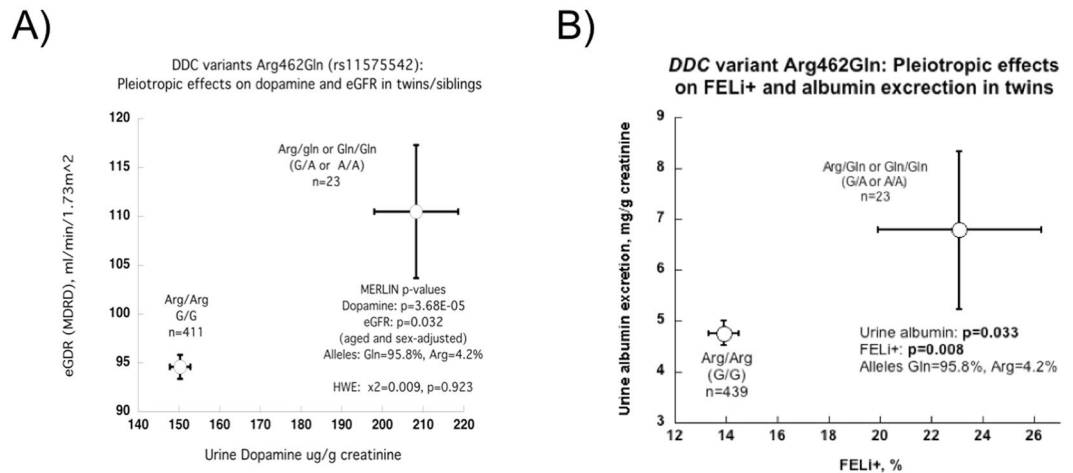 A)
DDC variants Arg462Gln (rs11575542):
Pleiotropic effects on dopamine and eGFR in twins/siblings
120
115
110
105
100
95
90
eGDR (MDRD), ml/min/1.73m^2
Arg/gln or Gln/Gln
(G/A or A/A)
n=23
Arg/Arg
G/G
n=411
MERLIN p-values
Dopamine: p=3.68E-05
eGFR: p=0.032
(aged and sex-adjusted)
Alleles: Gln=95.8%, Arg=4.2%
HWE: x2=0.009, p=0.923
140 150 160 170 180 190 200 210 220
Urine Dopamine ug/g creatinine
B)
DDC variant Arg462Gln: Pleiotropic effects
on FELi+ and albumin excrection in twins
9
8
7
6
5
4
3
Urine albumin excretion, mg/g creatinine
Arg/Gln or Gln/Gln
(G/A or A/A)
n=23
Arg/Arg
(G/G)
n=439
Urine albumin: p=0.033
FELi+: p=0.008
Alleles Gln=95.8%, Arg=4.2%
12 14 16 18 20 22 24 26
FELi+, %